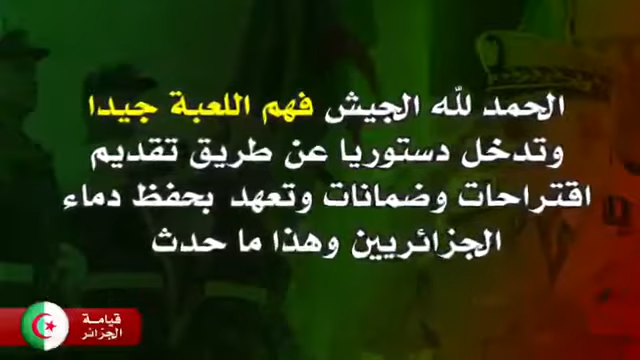 الحمد لله الجيش فهم اللعبة جيدا
وتدخل دستوريا عن طريق تقديم
اقتراحات وضمانات وتعهد بحفظ دماء
الجزائريين وهذا ما حدث
قيامة
الجزائر